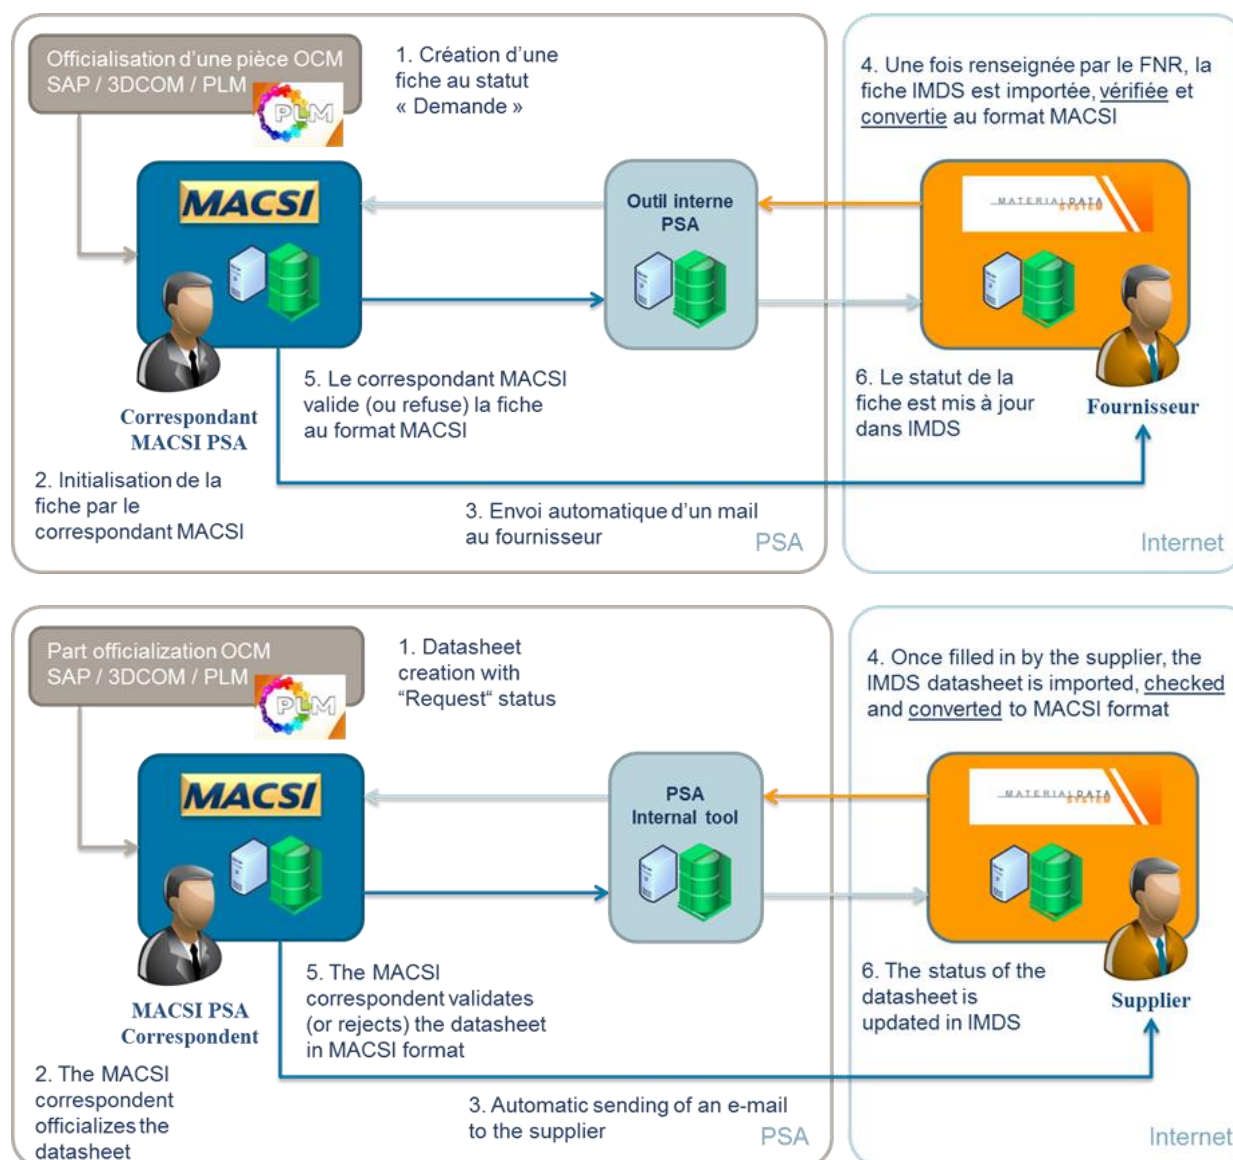 Officialisation d'une pièce OCM
SAP / 3DCOM / PLM
PLM
1. Création d'une
fiche au statut
« Demande »
4. Une fois renseignée par le FNR, la
fiche IMDS est importée, vérifiée et
convertie au format MACSI
MACSI
Outil interne
PSA
MATERIALDATA
SYSTEM
5. Le correspondant MACSI
valide (ou refuse) la fiche
au format MACSI
6. Le statut de la
fiche est mis à jour
dans IMDS
Fournisseur
Correspondant
MACSI PSA
2. Initialisation de la
fiche par le
correspondant MACSI
3. Envoi automatique d'un mail
au fournisseur
PSA
Internet
Part officialization OCM
SAP / 3DCOM / PLM
PLM
1. Datasheet
creation with
“Request“ status
4. Once filled in by the supplier, the
IMDS datasheet is imported, checked
and converted to MACSI format
MACSI
PSA
Internal tool
MATERIALDATA
SYSTEM
5. The MACSI
correspondent validates
(or rejects) the datasheet
in MACSI format
6. The status of the
datasheet is
updated in IMDS
Supplier
MACSI PSA
Correspondent
2. The MACSI
correspondent
officializes the
datasheet
3. Automatic sending of an e-mail
to the supplier
PSA
Internet